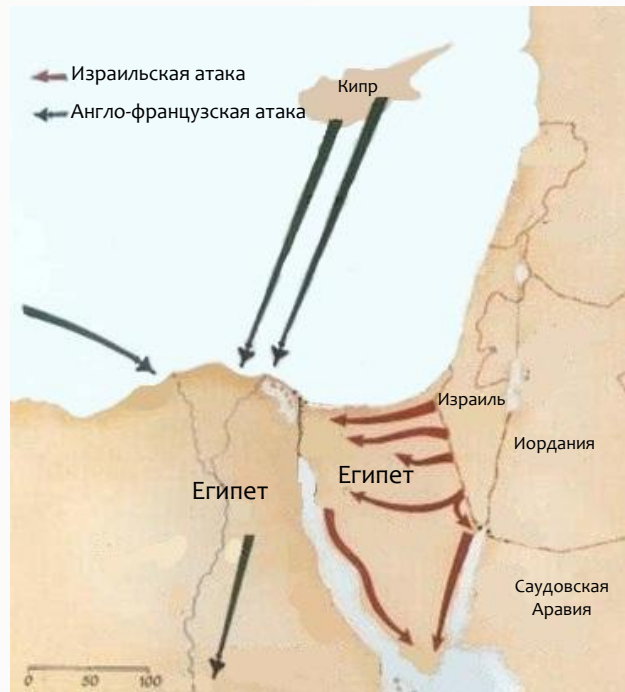 Израильская атака
Кипр
Англо-французская атака
Израиль
Иордания
Египет
Египет
Саудовская
Аравия
0 50 100